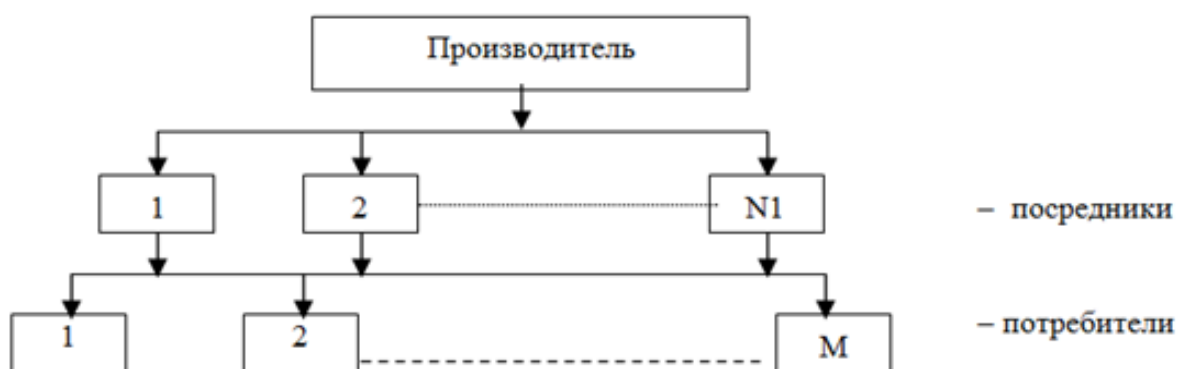 Производитель
1 2 N1 – посредники
1 2 M – потребители